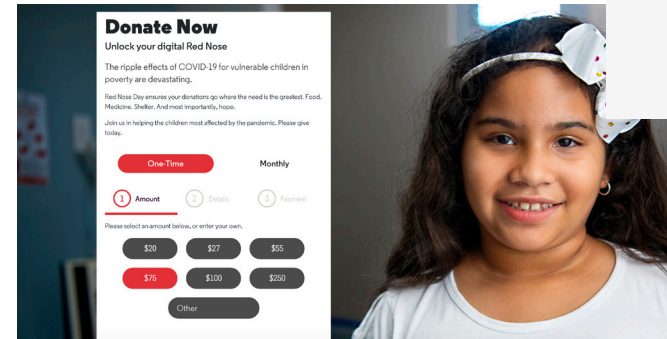 Donate Now
Unlock your digital Red Nose
The ripple effects of COVID-19 for vulnerable children in
poverty are devastating.
Red Nose Day ensures your donations go where the need is the greatest. Food.
Medicine. Shelter. And most importantly, hope.
Join us in helping the children most affected by the pandemic. Please give
today.
One-Time Monthly
1 Amount 2 Details 3 Payment
Please select an amount below, or enter your own.
$20 $27 $55
$75 $100 $250
Other